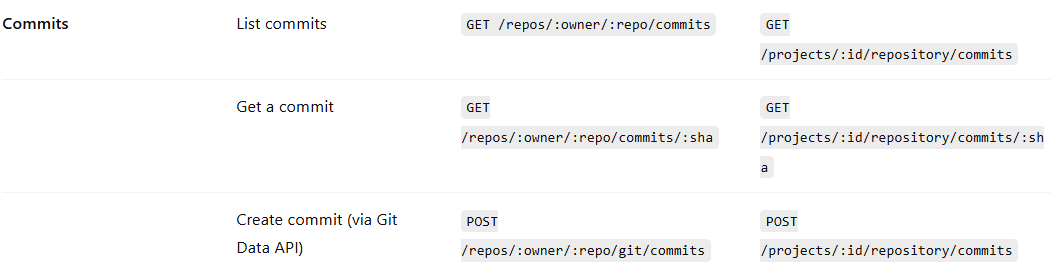 Commits List commits GET /repos/:owner/:repo/commits GET
/projects/:id/repository/commits
Get a commit GET GET
/repos/:owner/:repo/commits/:sha /projects/:id/repository/commits/:sh
a
Create commit (via Git POST POST
Data API) /repos/:owner/:repo/git/commits /projects/:id/repository/commits